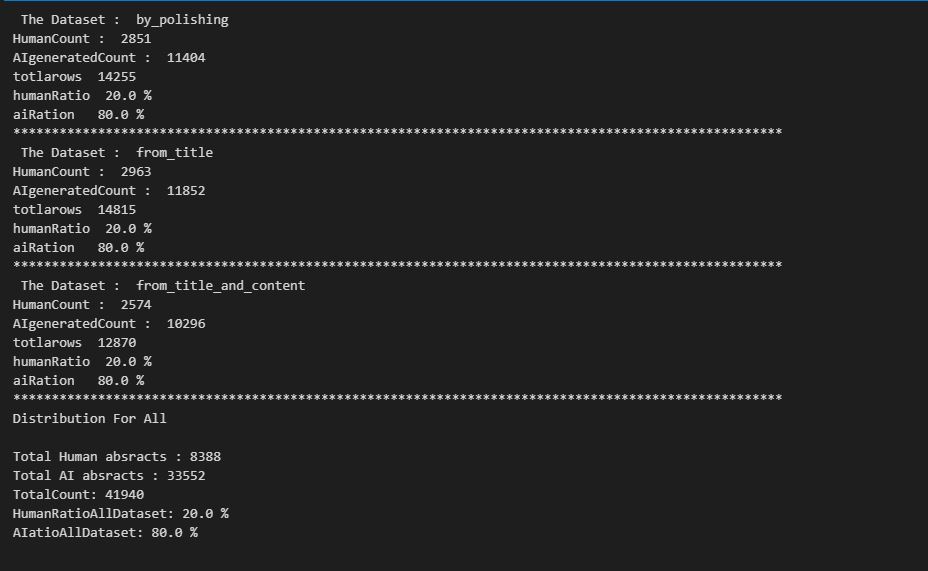 The Dataset :  by_polishing
HumanCount :  2851
AIgeneratedCount :  11404
totlarows  14255
humanRatio  20.0 %
aiRation   80.0 %
****************************************************************************************************
The Dataset :  from_title
HumanCount :  2963
AIgeneratedCount :  11852
totlarows  14815
humanRatio  20.0 %
aiRation   80.0 %
****************************************************************************************************
The Dataset :  from_title_and_content
HumanCount :  2574
AIgeneratedCount :  10296
totlarows  12870
humanRatio  20.0 %
aiRation   80.0 %
****************************************************************************************************
Distribution For All
Total Human absracts : 8388
Total AI absracts : 33552
TotalCount: 41940
HumanRatioAllDataset: 20.0 %
AIatioAllDataset: 80.0 %